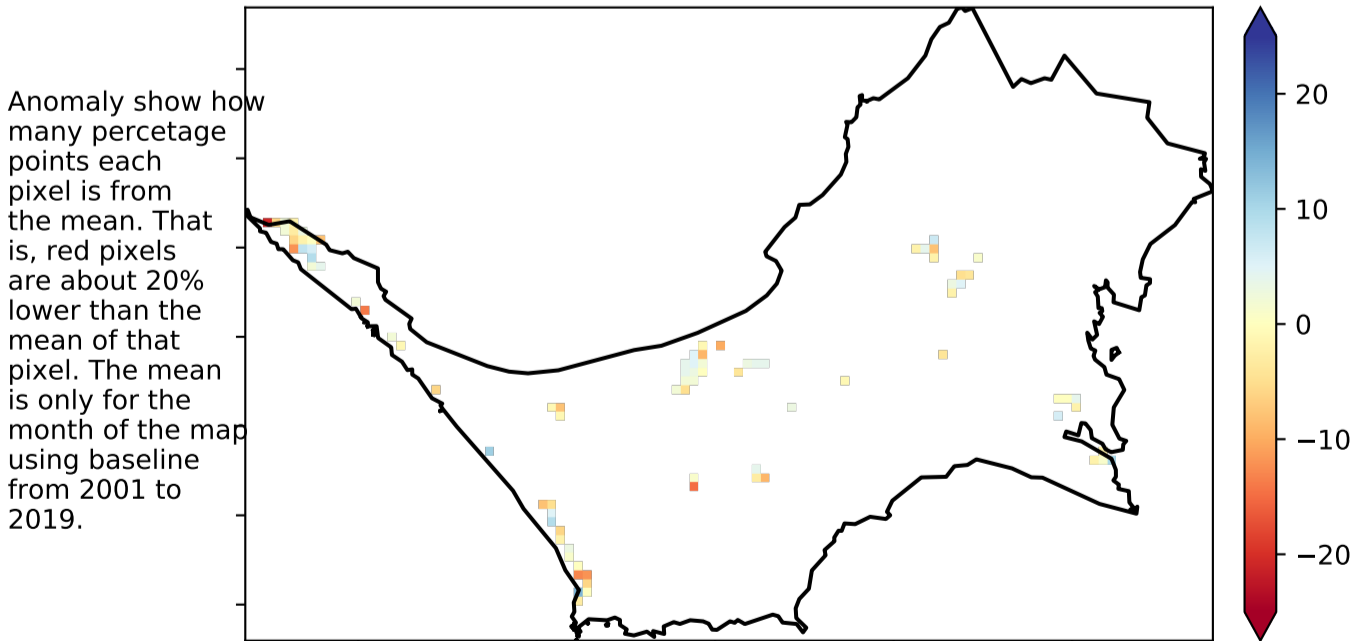 Anomaly show how
many percetage
points each
pixel is from
the mean. That
is, red pixels
are about 20%
lower than the
mean of that
pixel. The mean
is only for the
month of the map
using baseline
from 2001 to
2019.
20
10
0
−10
−20